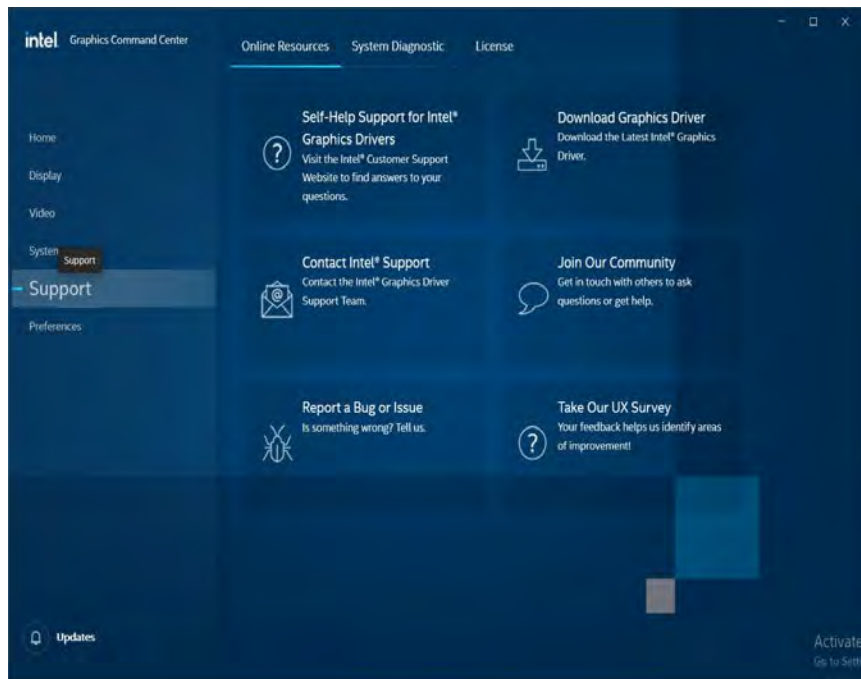 intel Graphics Command Center
Online Resources
System Diagnostic
License
Home
Display
Video
System
Support
Support
Preferences
Updates
Self-Help Support for Intel®
Graphics Drivers
Visit the Intel® Customer Support
Website to find answers to your
questions.
Download Graphics Driver
Download the Latest Intel® Graphics
Driver.
Contact Intel® Support
Contact the Intel® Graphics Driver
Support Team.
Join Our Community
Get in touch with others to ask
questions or get help.
Report a Bug or Issue
Is something wrong? Tell us.
Take Our UX Survey
Your feedback helps us identify areas
of improvement!
Activate
Go to Sett